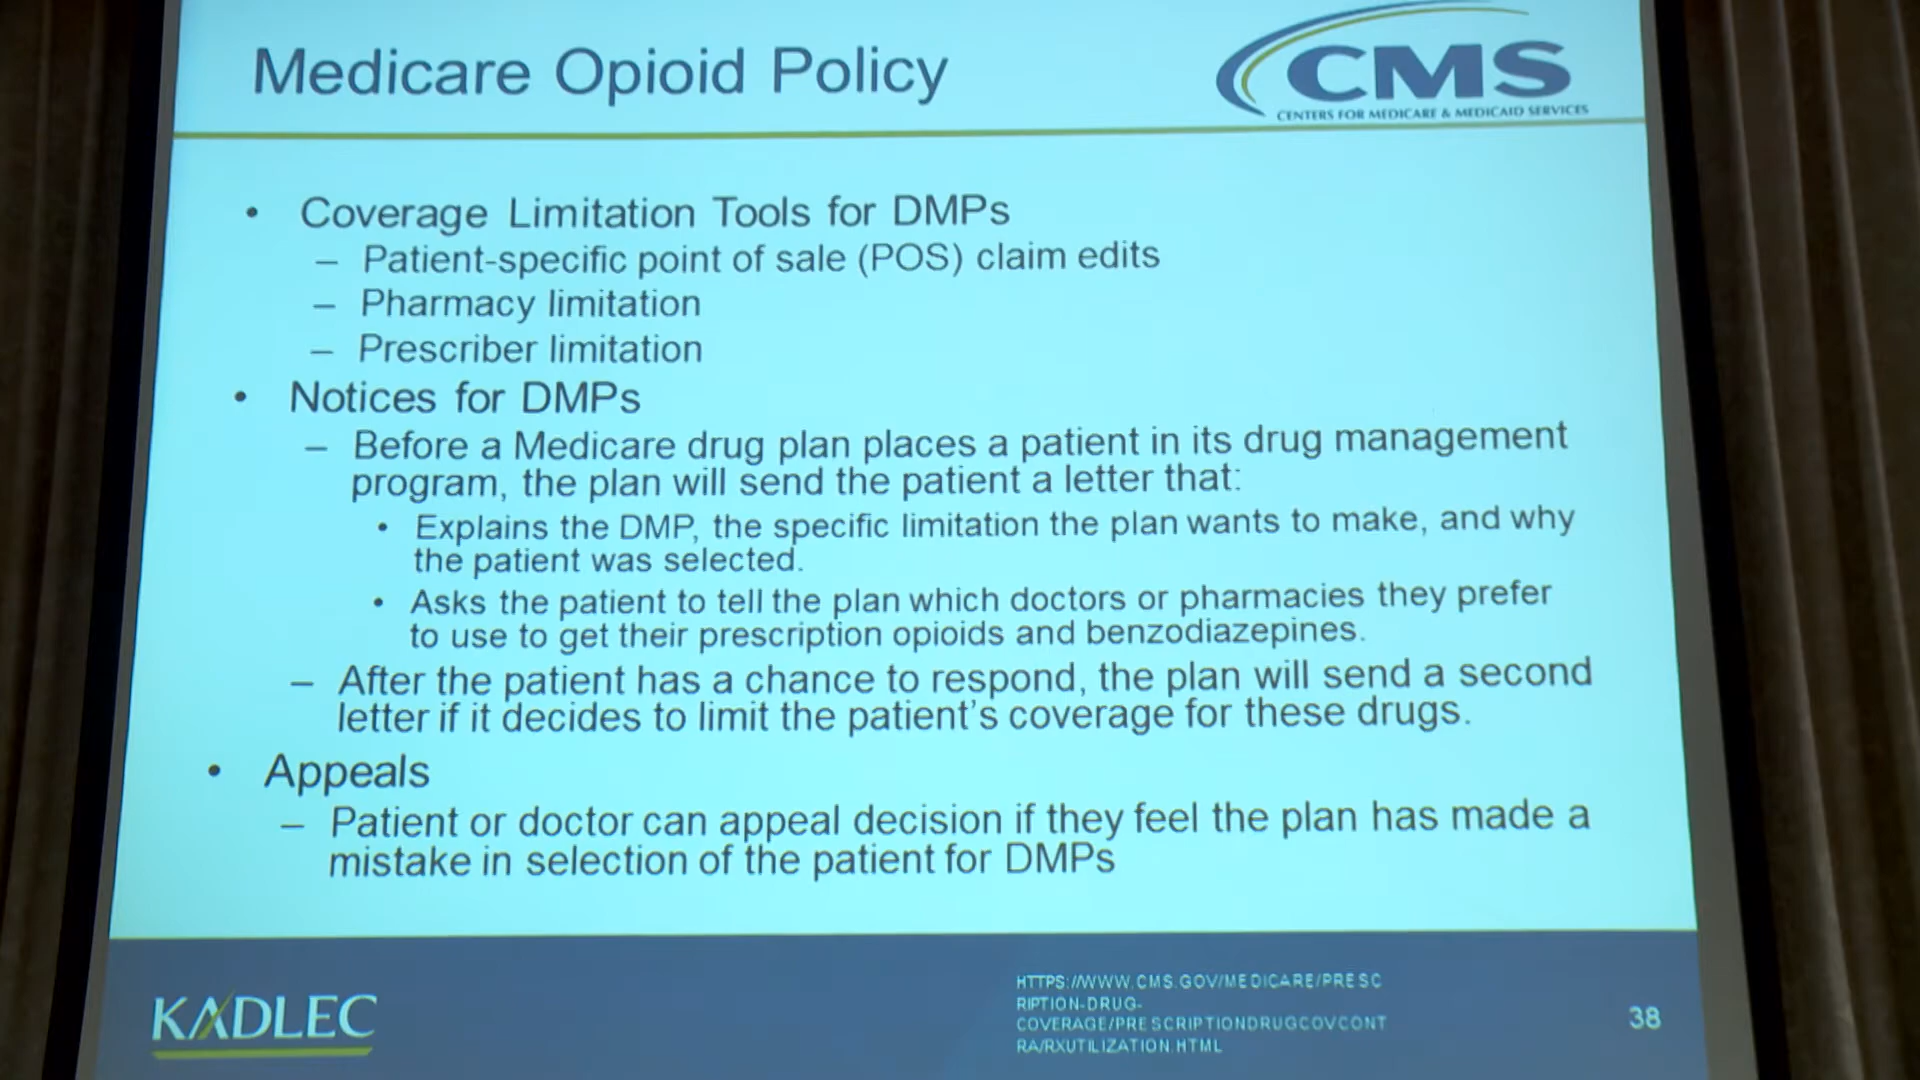 Medicare Opioid Policy
CMS
CENTERS FOR MEDICARE & MEDICAID SERVICES
• Coverage Limitation Tools for DMPs
– Patient-specific point of sale (POS) claim edits
– Pharmacy limitation
– Prescriber limitation
• Notices for DMPs
– Before a Medicare drug plan places a patient in its drug management
program, the plan will send the patient a letter that:
• Explains the DMP, the specific limitation the plan wants to make, and why
the patient was selected.
• Asks the patient to tell the plan which doctors or pharmacies they prefer
to use to get their prescription opioids and benzodiazepines.
– After the patient has a chance to respond, the plan will send a second
letter if it decides to limit the patient's coverage for these drugs.
• Appeals
– Patient or doctor can appeal decision if they feel the plan has made a
mistake in selection of the patient for DMPs
KADLEC
HTTPS://WWW.CMS.GOV/MEDICARE/PRESC
RIPTION-DRUG-
COVERAGE/PRESCRIPTIONDRUGCOVCONT
RA/RXUTILIZATION.HTML
38